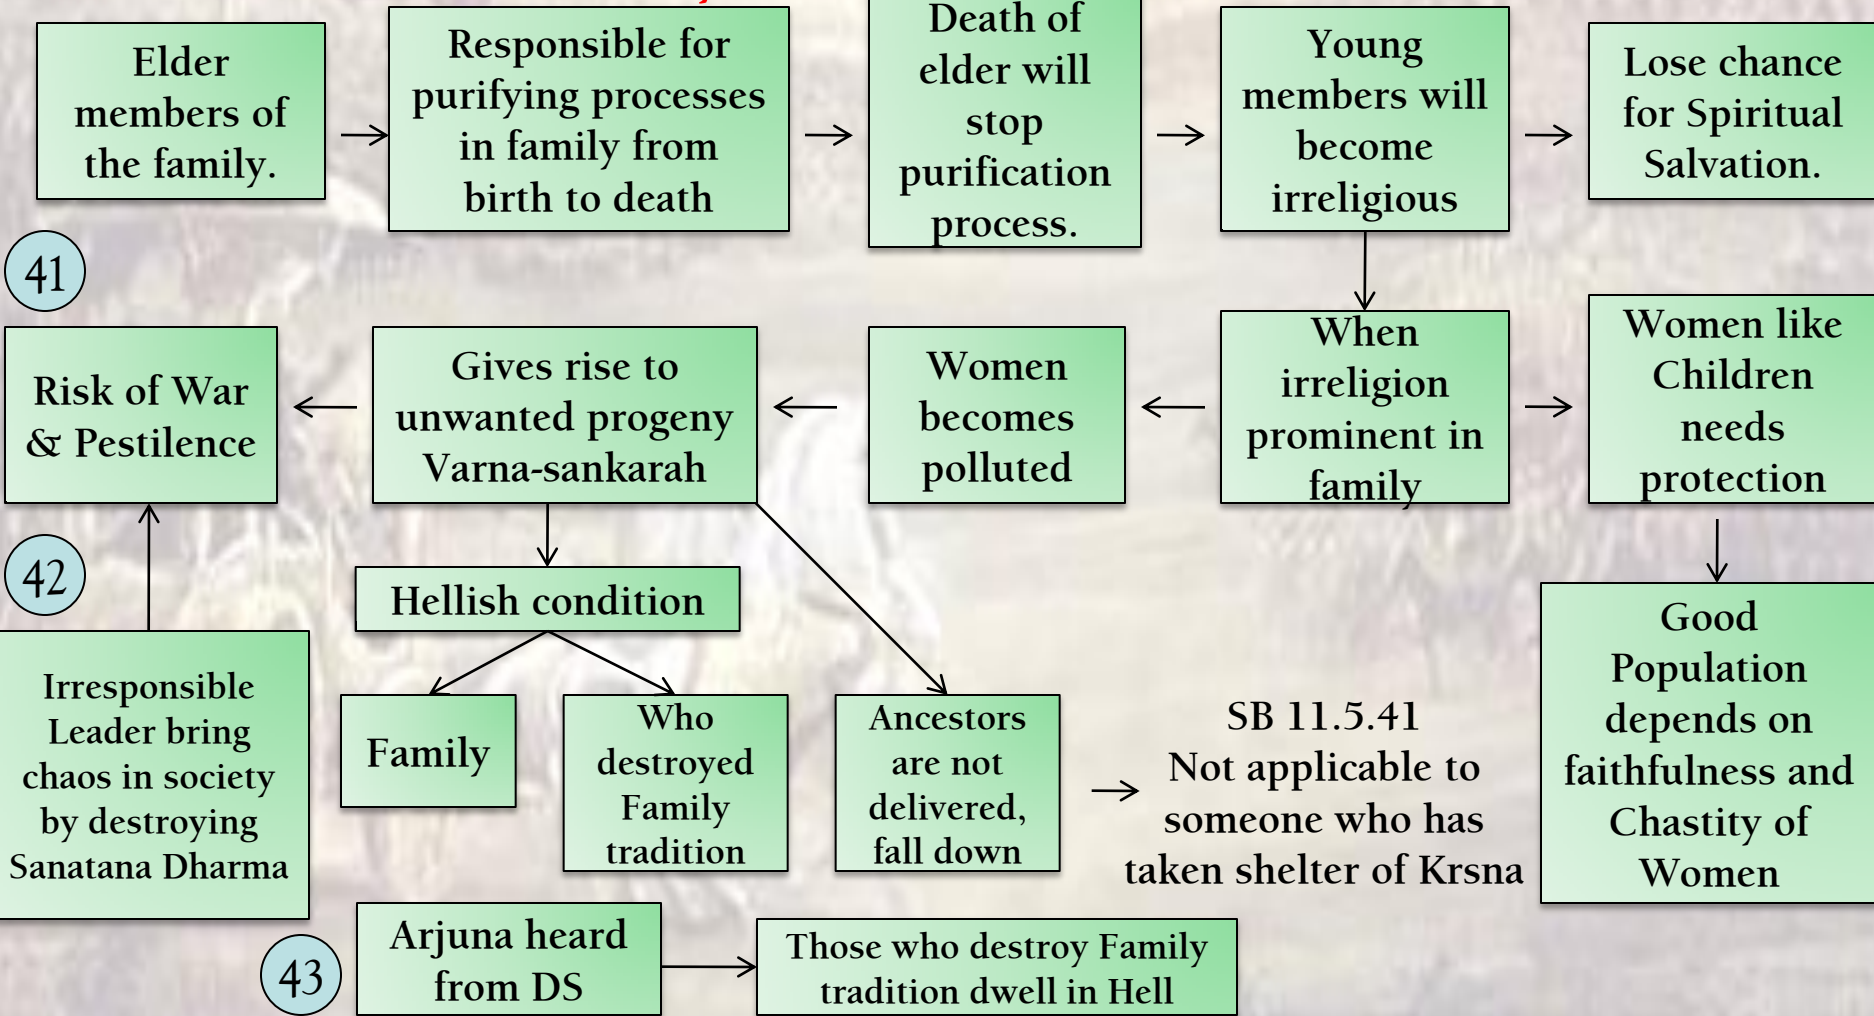 Elder
members of
the family.
Responsible for
purifying processes
in family from
birth to death
Death of
elder will
stop
purification
process.
Young
members will
become
irreligious
Lose chance
for Spiritual
Salvation.
41
Risk of War
& Pestilence
Gives rise to
unwanted progeny
Varna-sankarah
Women
becomes
polluted
When
irreligion
prominent in
family
Women like
Children
needs
protection
42
Hellish condition
Irresponsible
Leader bring
chaos in society
by destroying
Sanatana Dharma
Family
Who
destroyed
Family
tradition
Ancestors
are not
delivered,
fall down
SB 11.5.41
Not applicable to
someone who has
taken shelter of Krsna
Good
Population
depends on
faithfulness and
Chastity of
Women
43
Arjuna heard
from DS
Those who destroy Family
tradition dwell in Hell